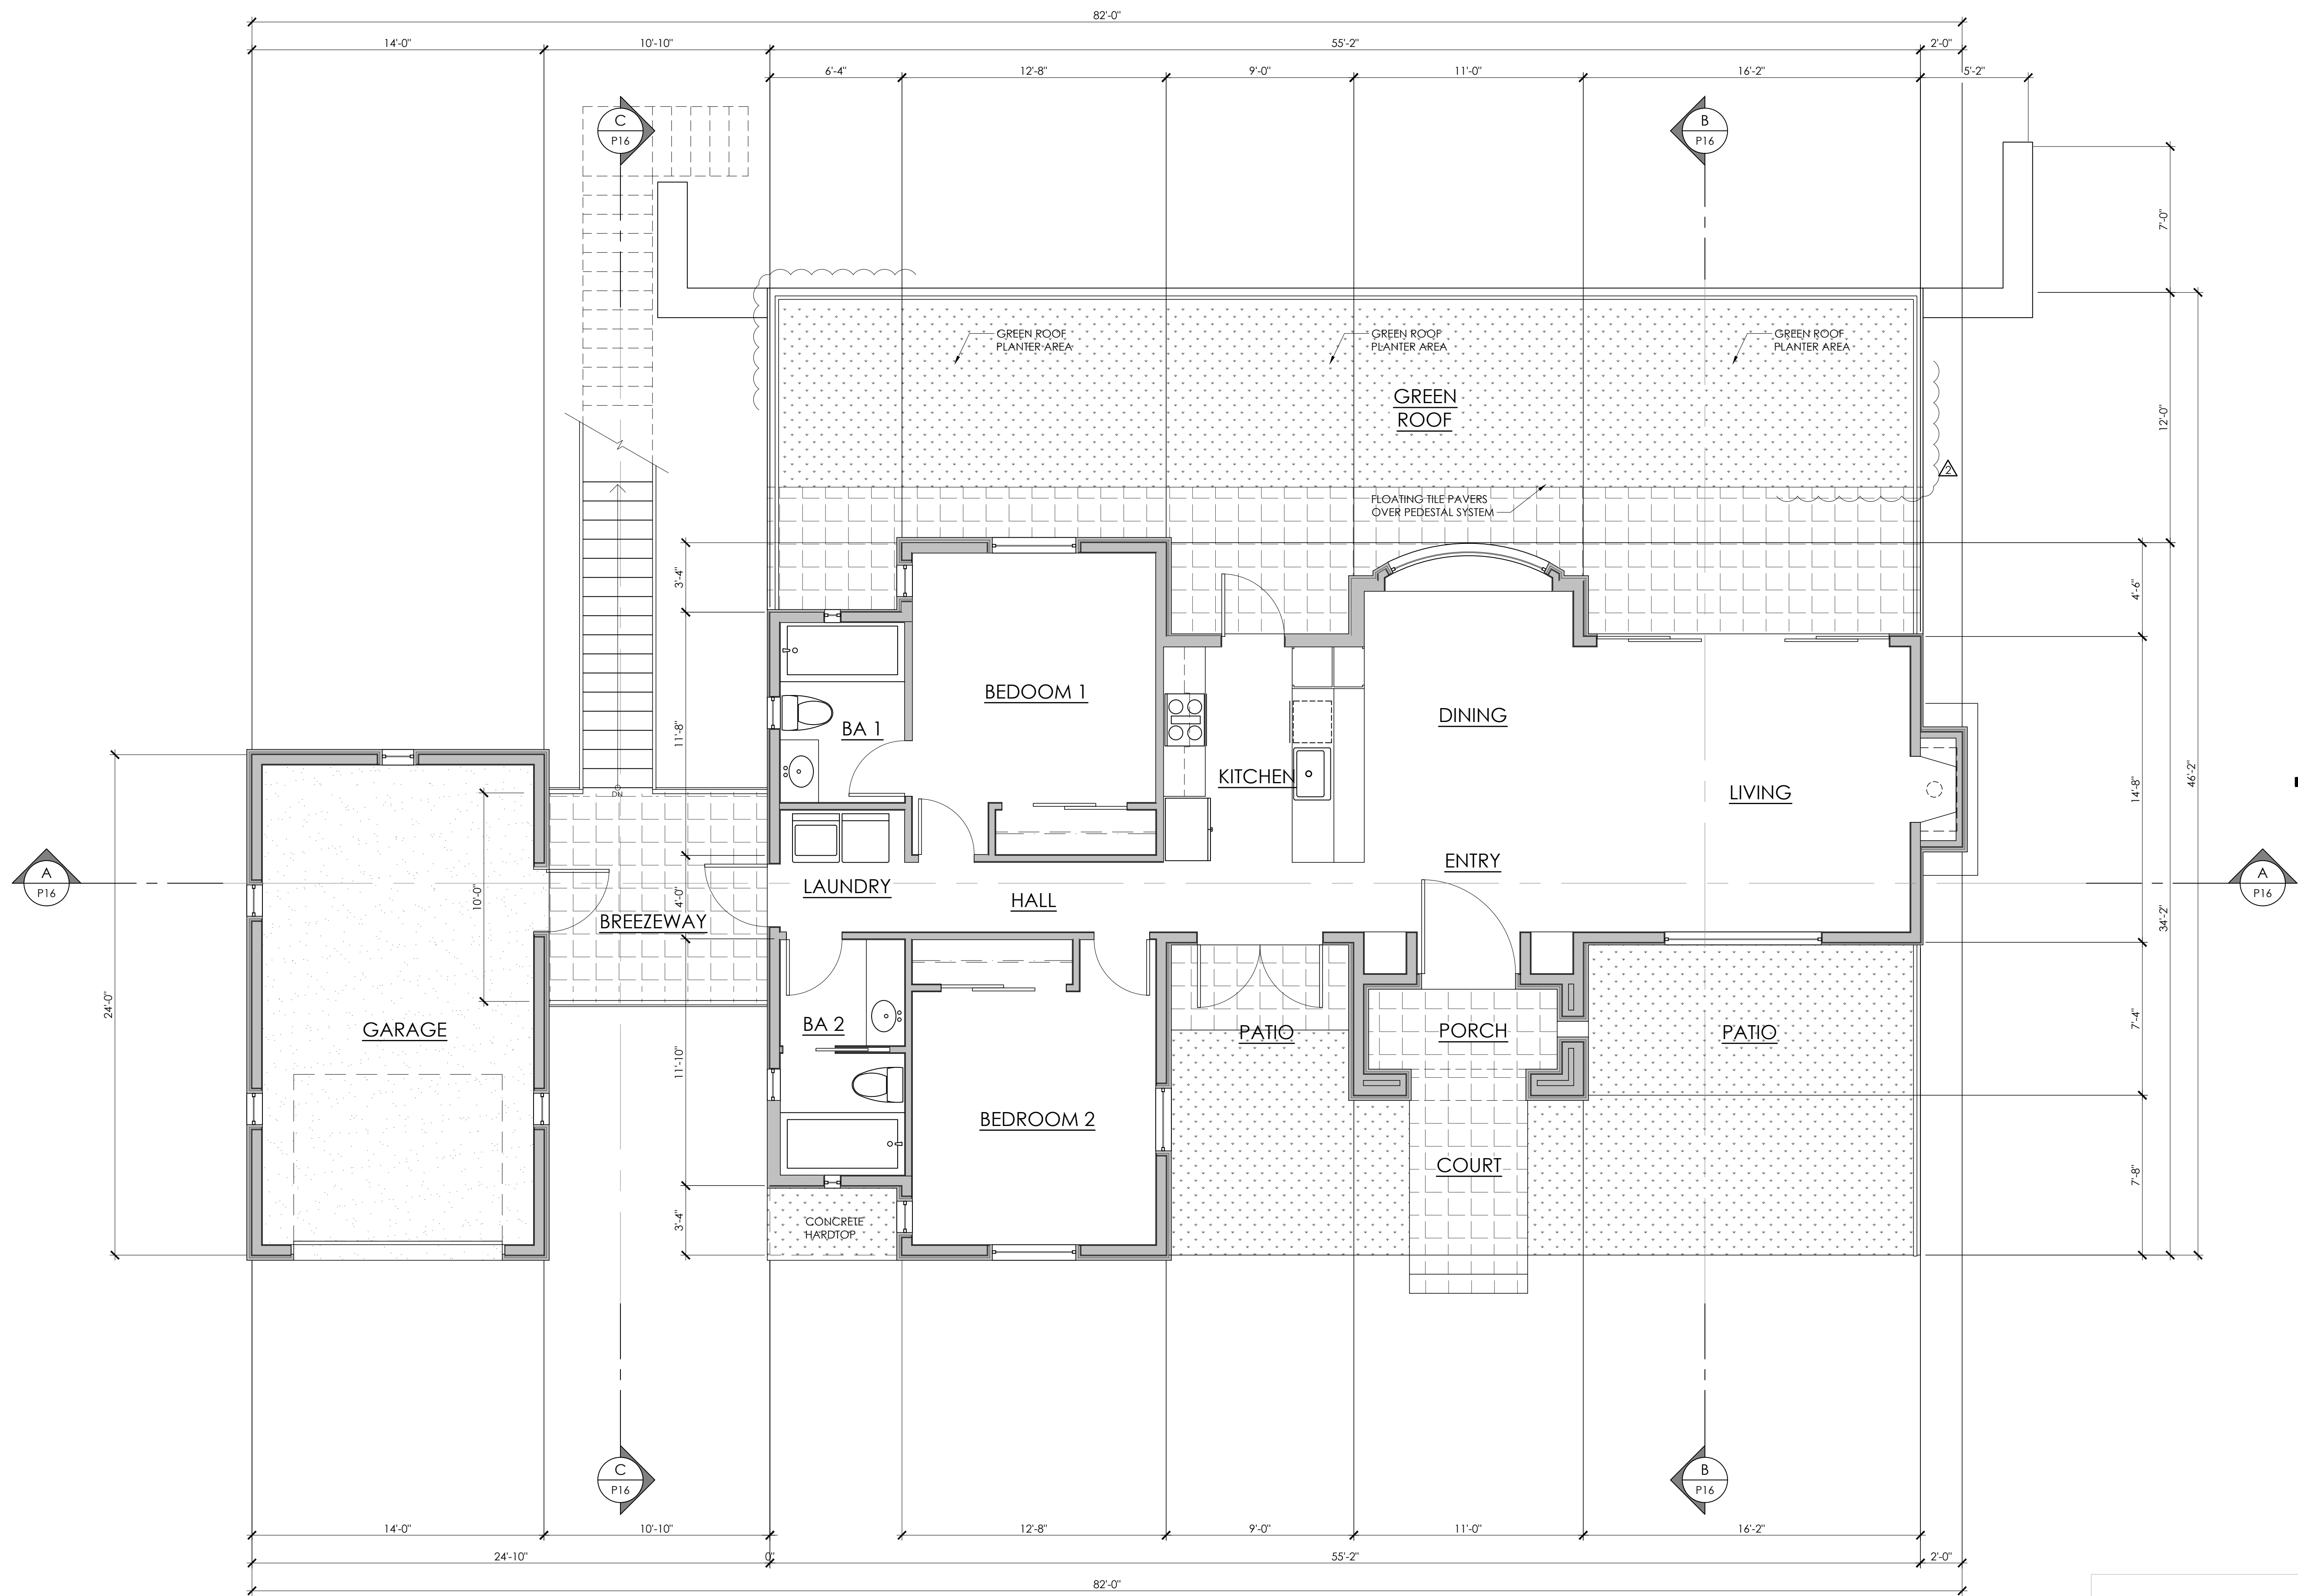 82'-0"
14'-0" 10'-10" 55'-2" 2'-0"
6'-4" 12'-8" 9'-0" 11'-0" 16'-2" 5'-2"
C
P16
B
P16
7'-0"
GREEN ROOF
PLANTER AREA
GREEN ROOF
PLANTER AREA
GREEN ROOF
PLANTER AREA
GREEN
ROOF
12'-0"
2
FLOATING TILE PAVERS
OVER PEDESTAL SYSTEM
3'-4"
4'-6"
BEDOOM 1
DINING
BA 1
11'-8"
KITCHEN
LIVING
14'-8"
46'-2"
DN
A
P16
ENTRY
A
P16
LAUNDRY
HALL
10'-0"
4'-0"
BREEZEWAY
34'-2"
24'-0"
GARAGE
BA 2
PATIO
PORCH
PATIO
7'-4"
11'-10"
BEDROOM 2
COURT
7'-8"
3'-4"
CONCRETE
HARDTOP
C
P16
B
P16
14'-0" 10'-10" 12'-8" 9'-0" 11'-0" 16'-2"
24'-10" 0" 55'-2" 2'-0"
82'-0"